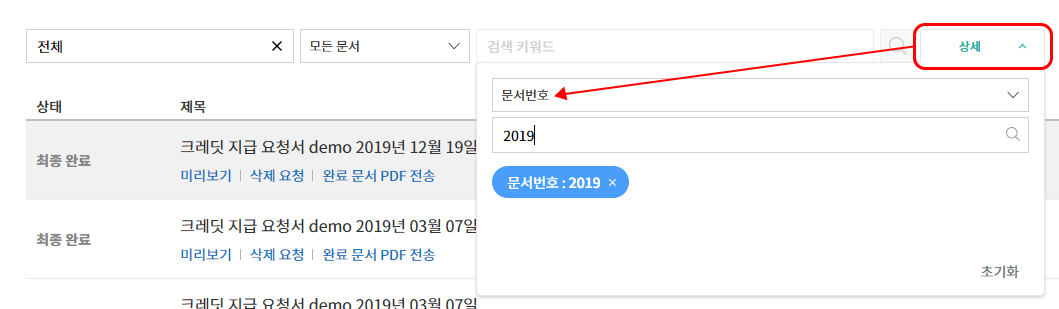 전체 모든 문서 검색 키워드 상세
문서번호
상태 제목
2019
크레딧 지급 요청서 demo 2019년 12월 19일
최종 완료
미리보기 | 삭제 요청 | 완료 문서 PDF 전송
문서번호 : 2019 ×
크레딧 지급 요청서 demo 2019년 03월 07일
최종 완료
미리보기 | 삭제 요청 | 완료 문서 PDF 전송
초기화
크레딧 지급 요청서 demo 2019년 03월 07일